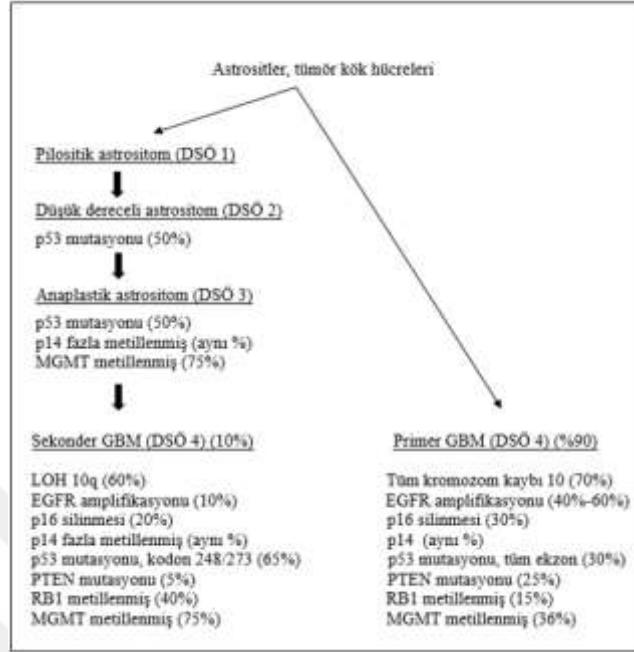 Astrositler, tümör kök hücreleri
Pilositik astrositom (DSÖ 1)
Düşük dereceli astrositom (DSÖ 2)
p53 mutasyonu (50%)
Anaplastik astrositom (DSÖ 3)
p53 mutasyonu (50%)
p14 fazla metillenmiş (aynı %)
MGMT metillenmiş (75%)
Sekonder GBM (DSÖ 4) (10%)
LOH 10q (60%)
EGFR amplifikasyonu (10%)
p16 silinmesi (20%)
p14 fazla metillenmiş (aynı %)
p53 mutasyonu, kodon 248/273 (65%)
PTEN mutasyonu (5%)
RB1 metillenmiş (40%)
MGMT metillenmiş (75%)
Primer GBM (DSÖ 4) (%90)
Tüm kromozom kaybı 10 (70%)
EGFR amplifikasyonu (40%-60%)
p16 silinmesi (30%)
p14 (aynı %)
p53 mutasyonu, tüm ekzon (30%)
PTEN mutasyonu (25%)
RB1 metillenmiş (15%)
MGMT metillenmiş (36%)